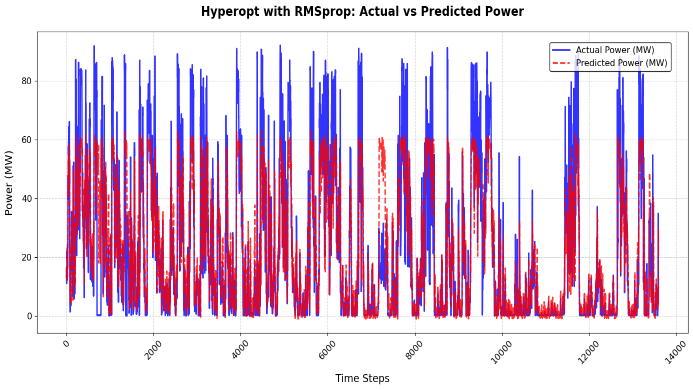 Hyperopt with RMSprop: Actual vs Predicted Power
Actual Power (MW)
Predicted Power (MW)
Power (MW)
80
60
40
20
0
0
2000
4000
6000
8000
10000
12000
14000
Time Steps